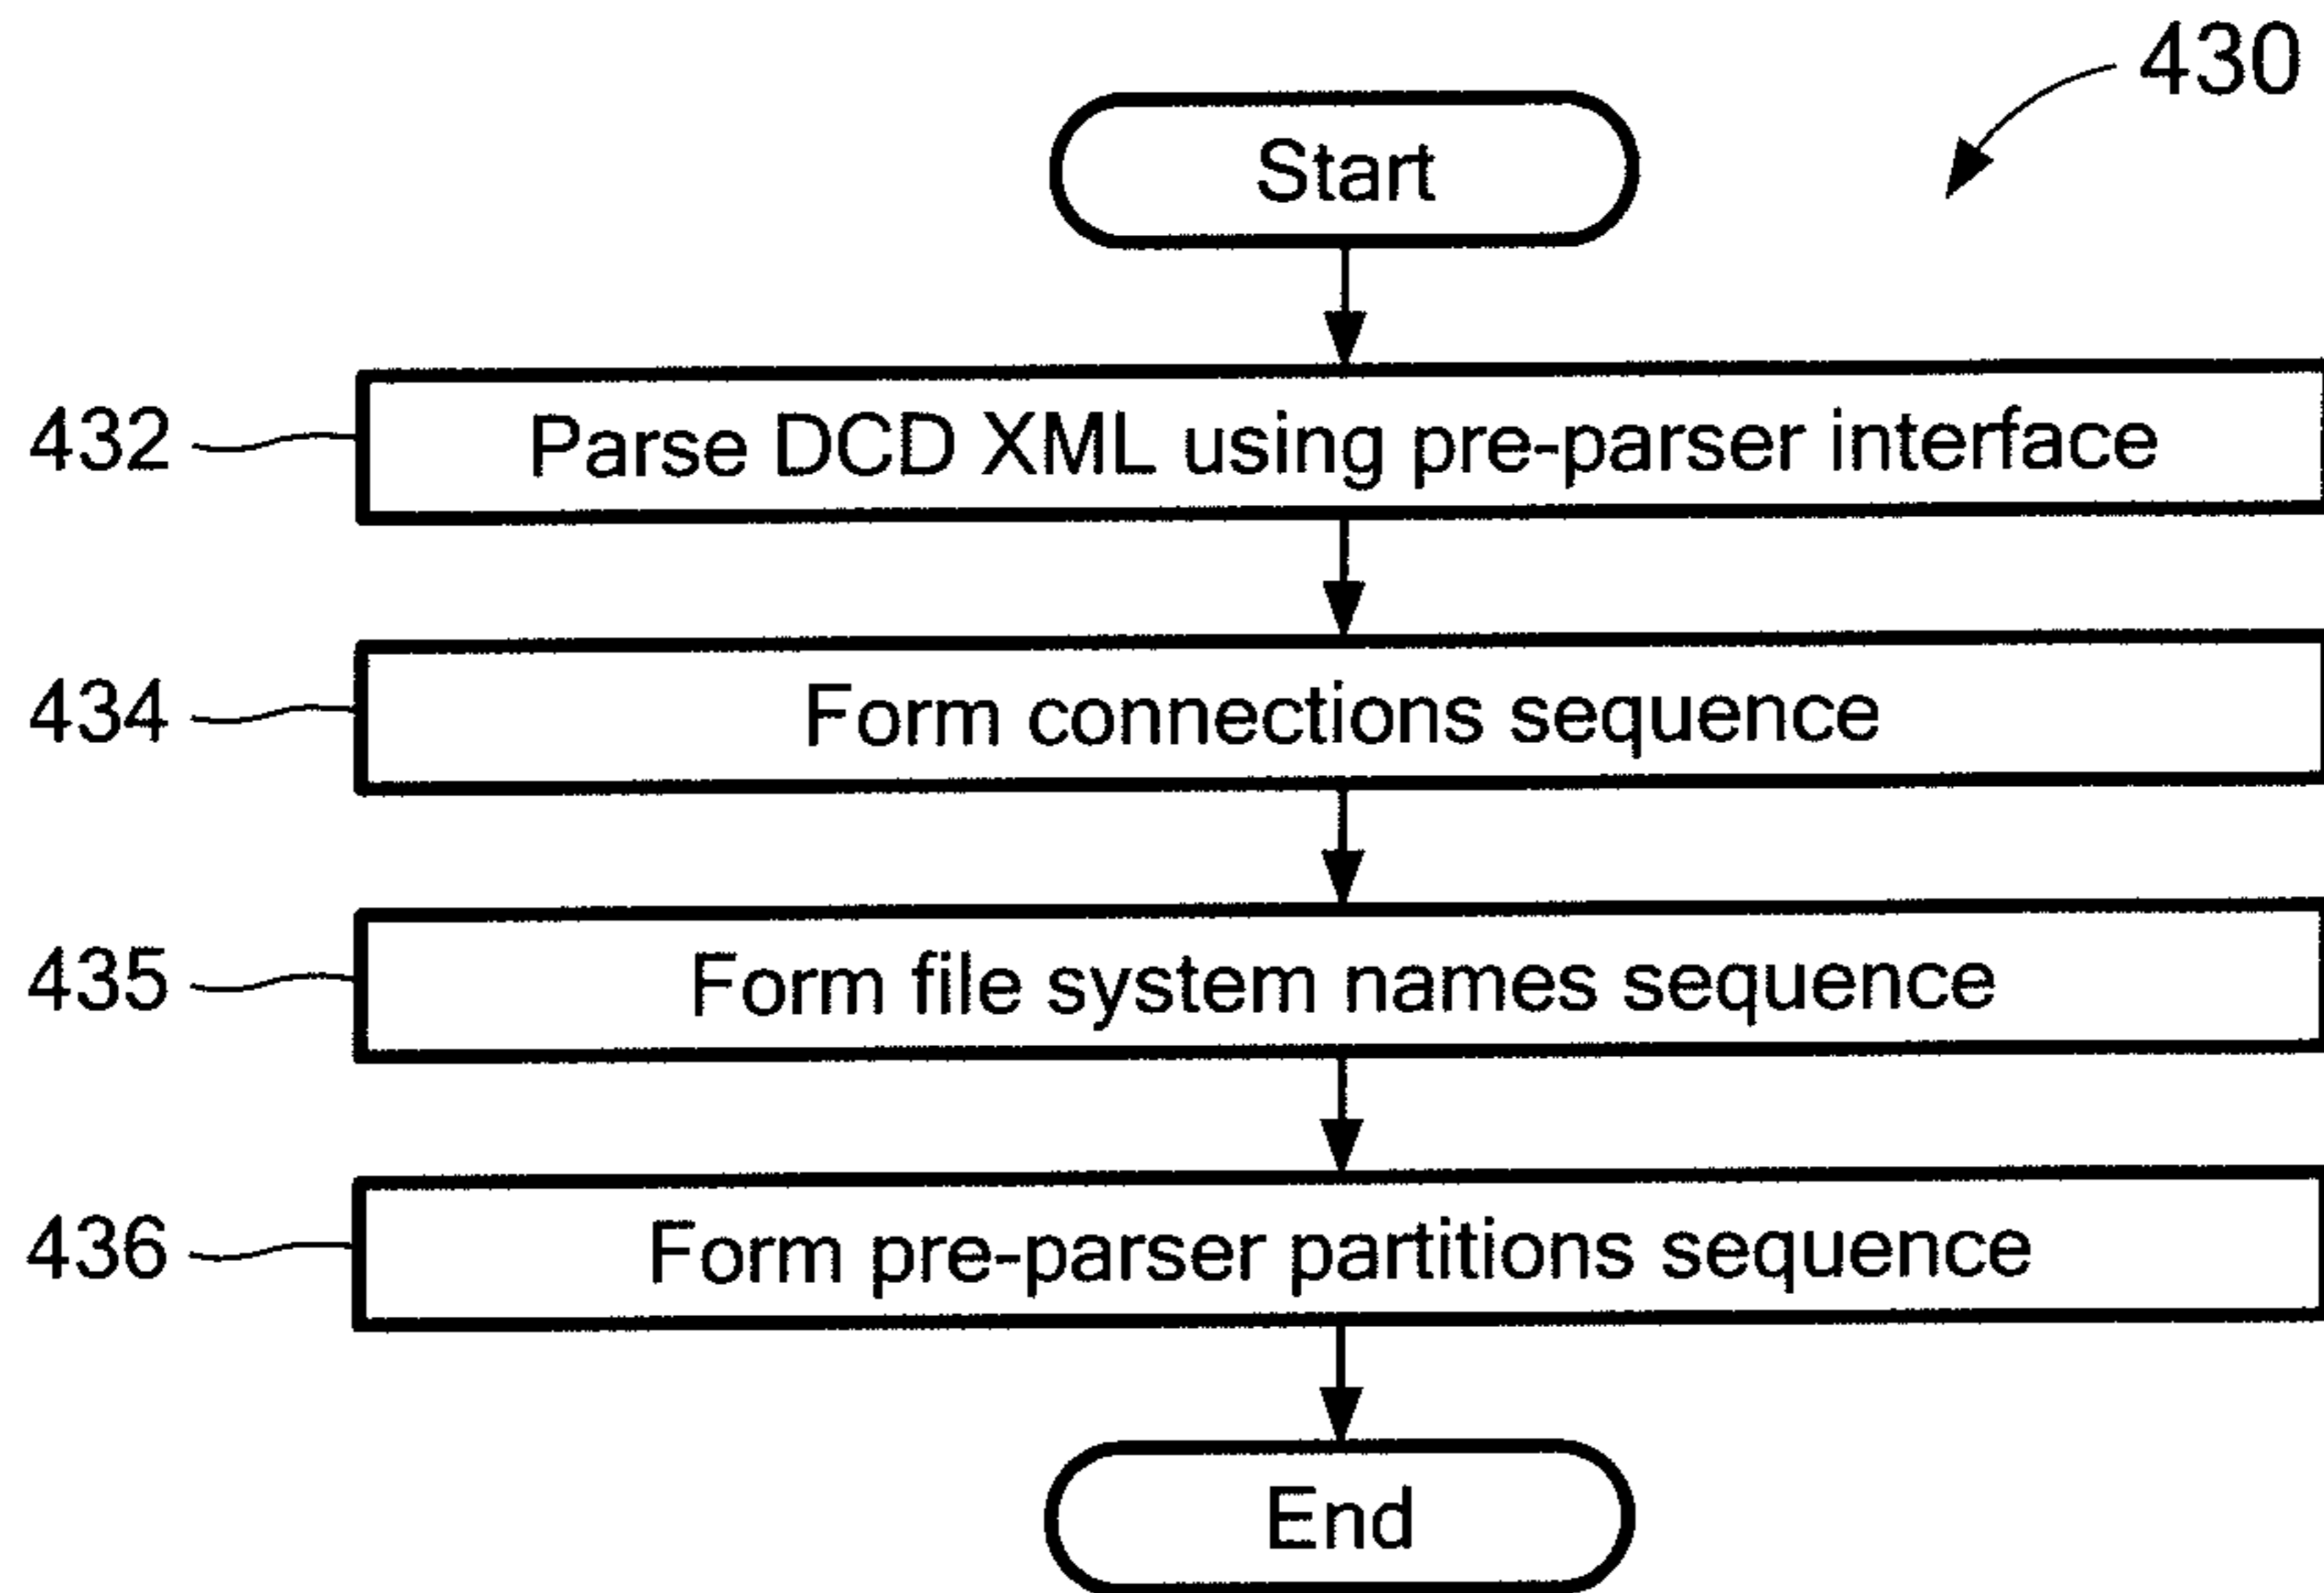 430
Start
432 Parse DCD XML using pre-parser interface
434 Form connections sequence
435 Form file system names sequence
436 Form pre-parser partitions sequence
End